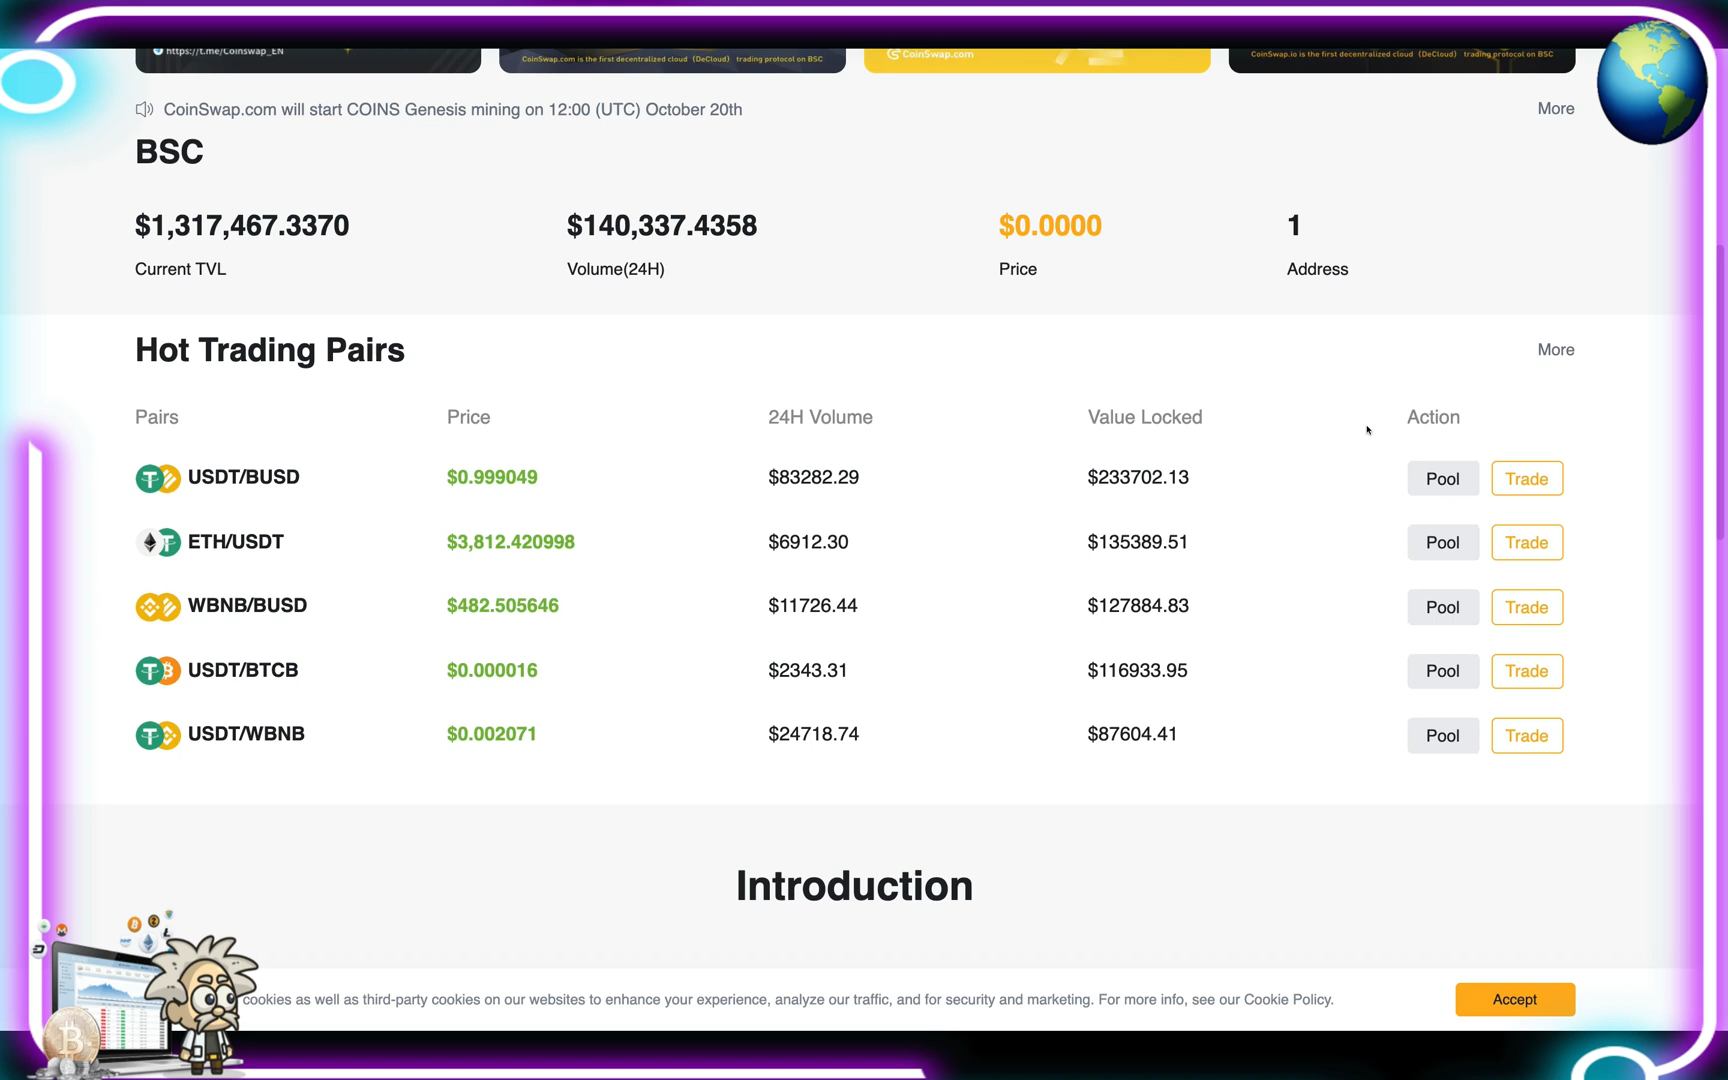 https://t.me/Coinswap_EN
CoinSwap.com is the first decentralized cloud (DeCloud) trading protocol on BSC
CoinSwap.com
CoinSwap.io is the first decentralized cloud (DeCloud) trading protocol on BSC
CoinSwap.com will start COINS Genesis mining on 12:00 (UTC) October 20th More
BSC
$1,317,467.3370 $140,337.4358 $0.0000 1
Current TVL Volume(24H) Price Address
Hot Trading Pairs More
Pairs Price 24H Volume Value Locked Action
USDT/BUSD $0.999049 $83282.29 $233702.13 Pool Trade
ETH/USDT $3,812.420998 $6912.30 $135389.51 Pool Trade
WBNB/BUSD $482.505646 $11726.44 $127884.83 Pool Trade
USDT/BTCB $0.000016 $2343.31 $116933.95 Pool Trade
USDT/WBNB $0.002071 $24718.74 $87604.41 Pool Trade
Introduction
cookies as well as third-party cookies on our websites to enhance your experience, analyze our traffic, and for security and marketing. For more info, see our Cookie Policy. Accept